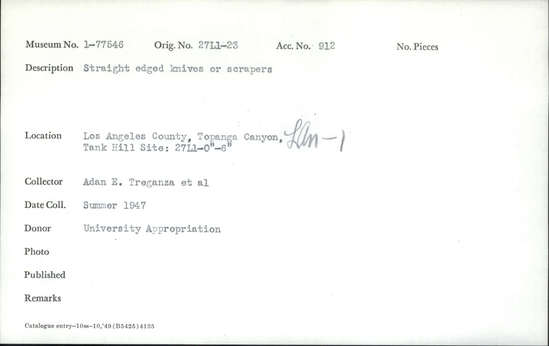 Museum No. 1-77546 Orig. No. 27L1-23 Acc. No. 912 No. Pieces
Description Straight edged knives or scrapers
Location Los Angeles County, Topanga Canyon, LAn-1
Tank Hill Site: 27L1-0"-6"
Collector Adan E. Treganza et al
Date Coll. Summer 1947
Donor University Appropriation
Photo
Published
Remarks
Catalogue entry—10m—10,'49 (B5425) 4135